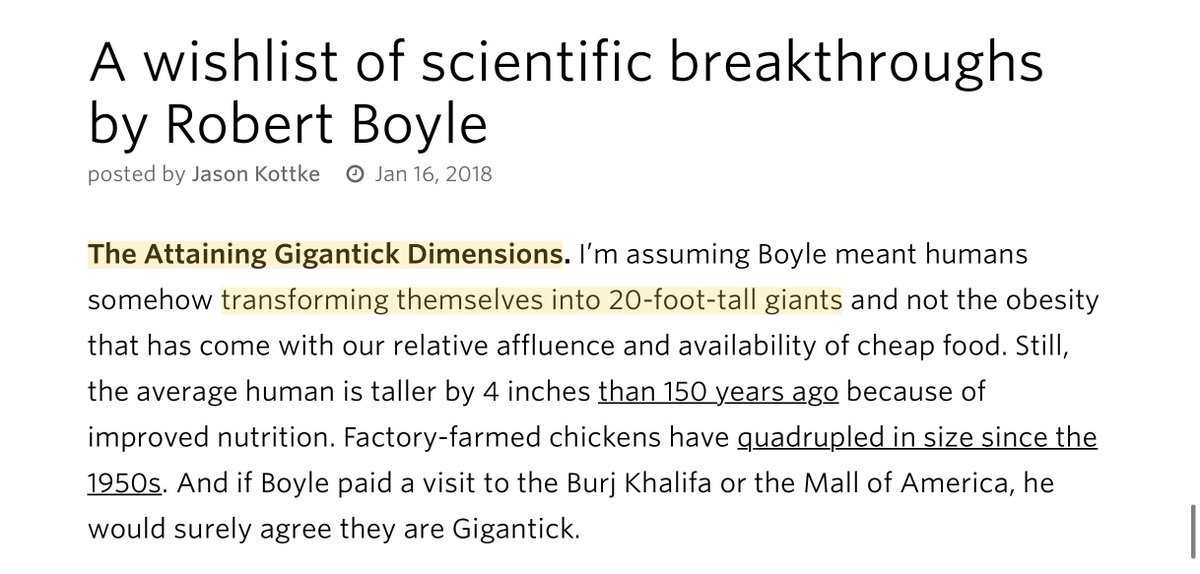 A wishlist of scientific breakthroughs
by Robert Boyle
posted by Jason Kottke Jan 16, 2018
The Attaining Gigantick Dimensions. I’m assuming Boyle meant humans
somehow transforming themselves into 20-foot-tall giants and not the obesity
that has come with our relative affluence and availability of cheap food. Still,
the average human is taller by 4 inches than 150 years ago because of
improved nutrition. Factory-farmed chickens have quadrupled in size since the
1950s. And if Boyle paid a visit to the Burj Khalifa or the Mall of America, he
would surely agree they are Gigantick.